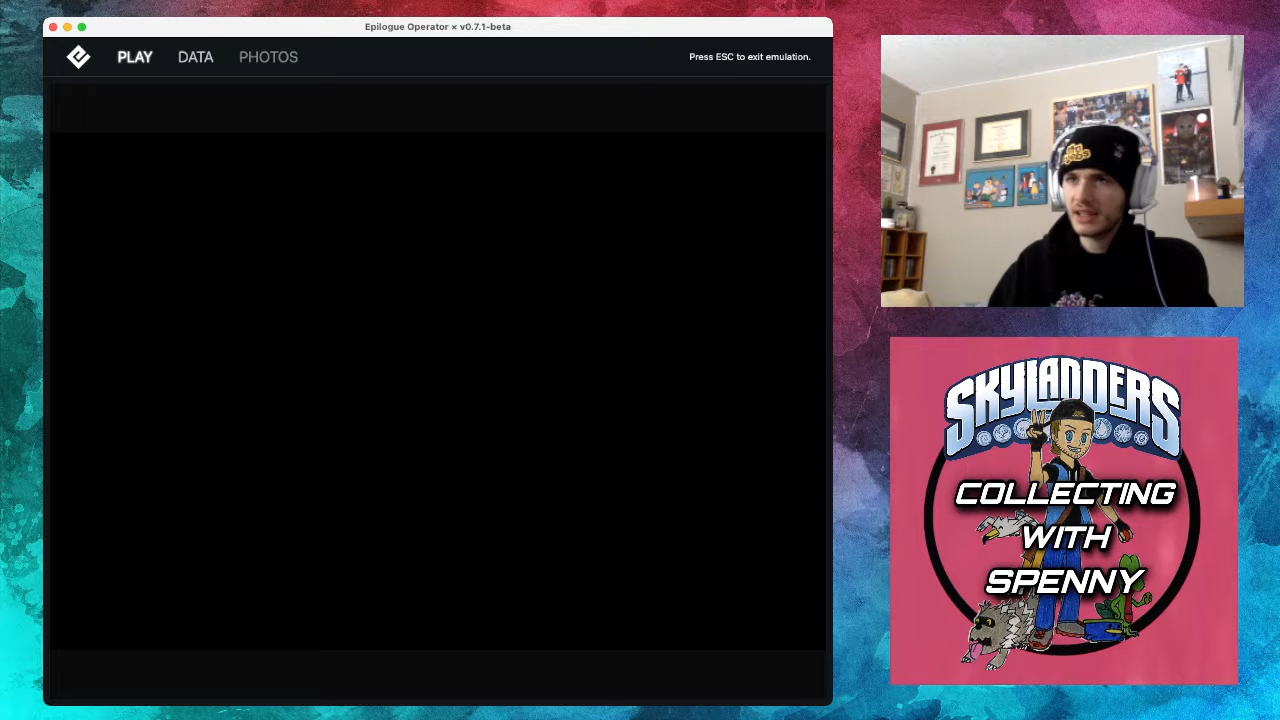 Epilogue Operator × v0.7.1-beta
PLAY DATA PHOTOS
Press ESC to exit emulation.
SKYLANDERS
COLLECTING
WITH
SPENNY